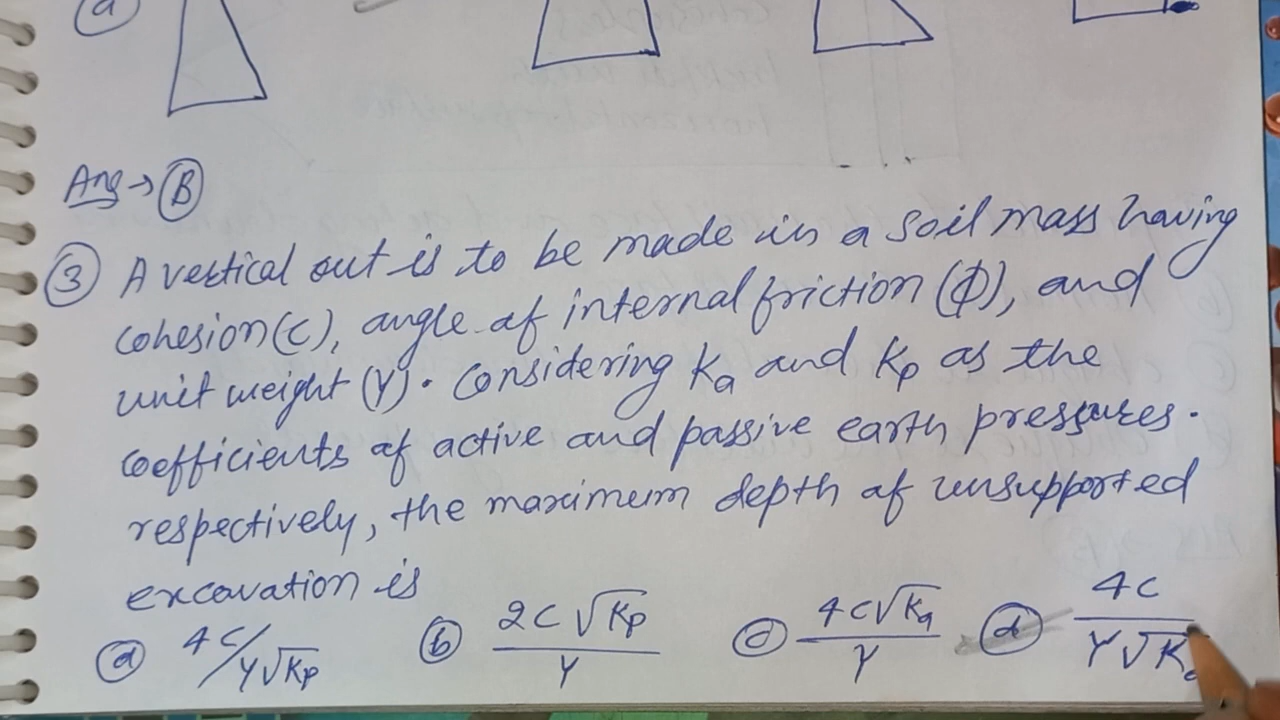 a
Ans → B
3 A vertical out is to be made in a soil mass having
cohesion (c), angle of internal friction (Φ), and
unit weight (γ). Considering Ka and Kp as the
coefficients of active and passive earth pressures.
respectively, the maximum depth of unsupported
excavation is
a 4c/γ√Kp b 2c√Kp/γ c 4c√Ka/γ d 4c/γ√K